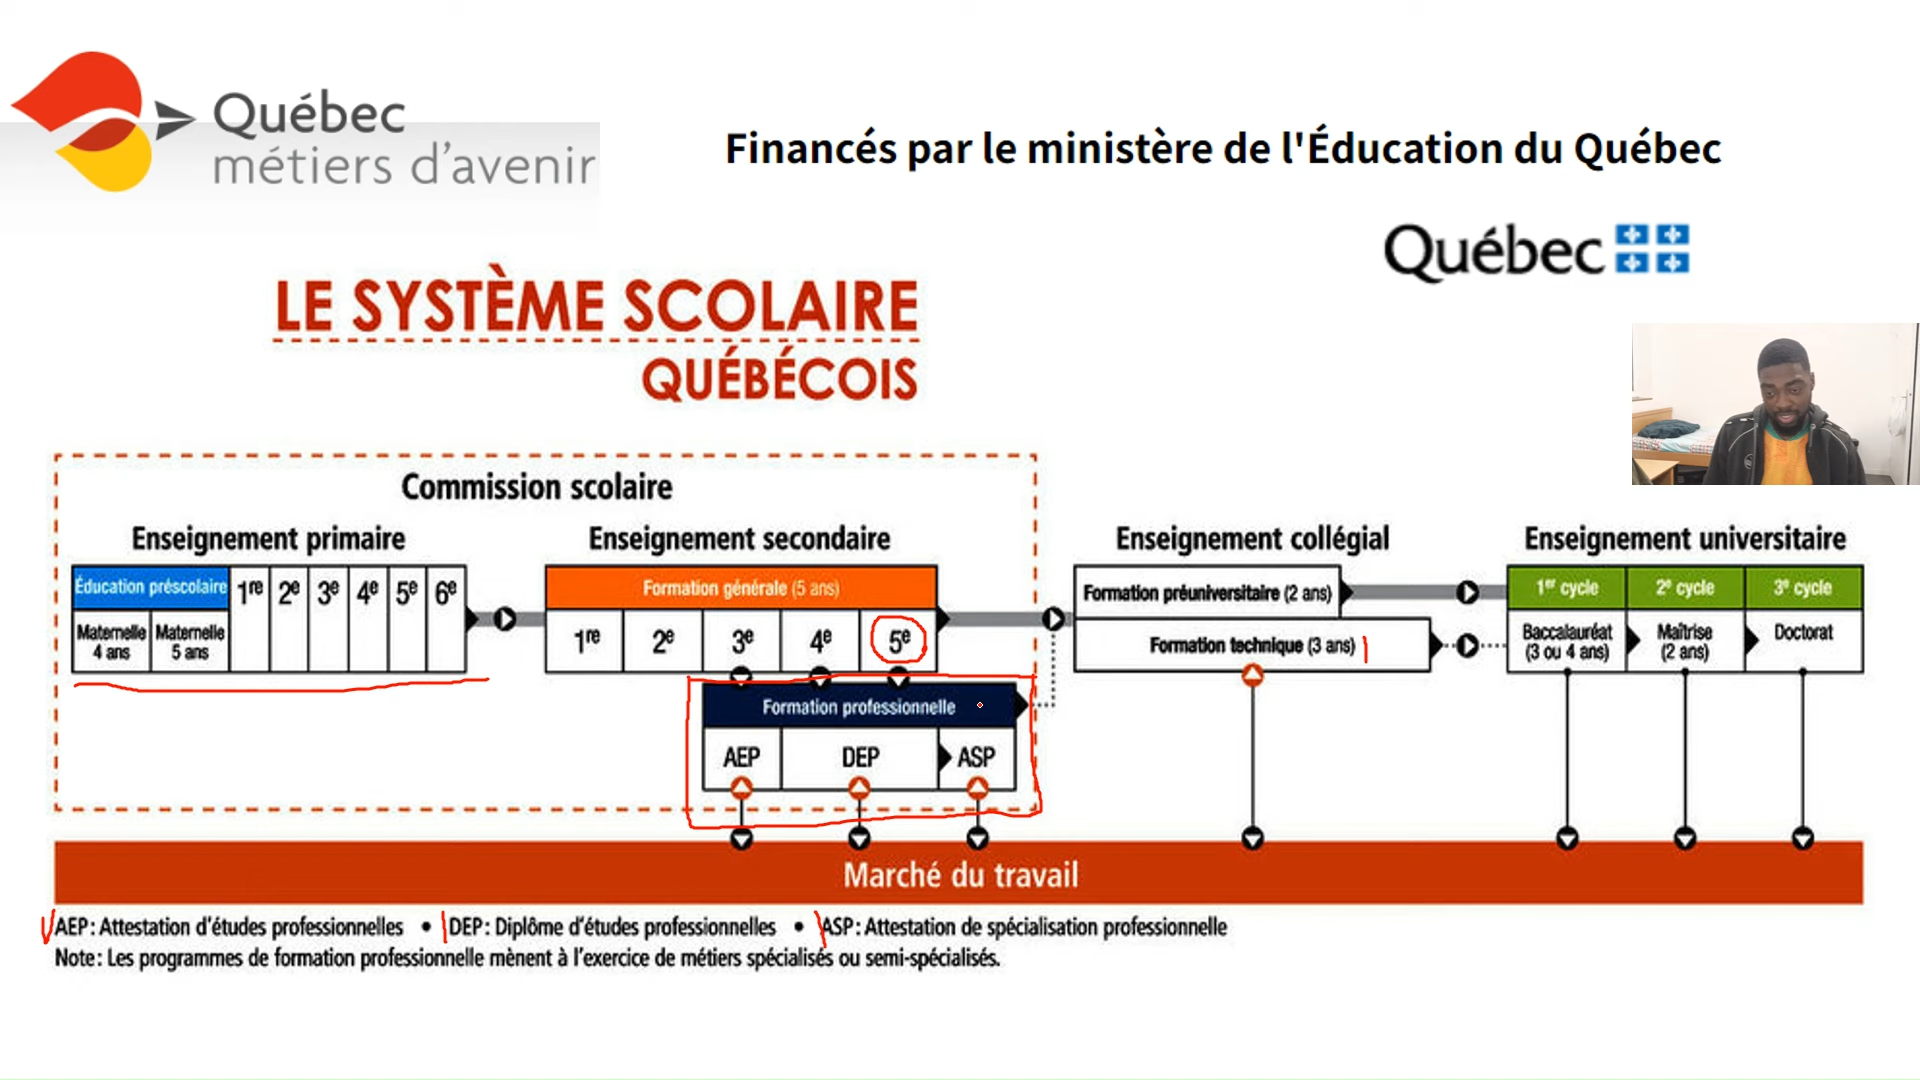 Québec
métiers d'avenir
Financés par le ministère de l'Éducation du Québec
Québec
LE SYSTÈME SCOLAIRE
QUÉBÉCOIS
Commission scolaire
Enseignement primaire
Éducation préscolaire
Maternelle 4 ans
Maternelle 5 ans
1re 2e 3e 4e 5e 6e
Enseignement secondaire
Formation générale (5 ans)
1re 2e 3e 4e 5e
Formation professionnelle
AEP DEP ASP
Enseignement collégial
Formation préuniversitaire (2 ans)
Formation technique (3 ans)
Enseignement universitaire
1er cycle 2e cycle 3e cycle
Baccalauréat (3 ou 4 ans)
Maîtrise (2 ans)
Doctorat
Marché du travail
AEP : Attestation d'études professionnelles • DEP : Diplôme d'études professionnelles • ASP : Attestation de spécialisation professionnelle
Note : Les programmes de formation professionnelle mènent à l'exercice de métiers spécialisés ou semi-spécialisés.